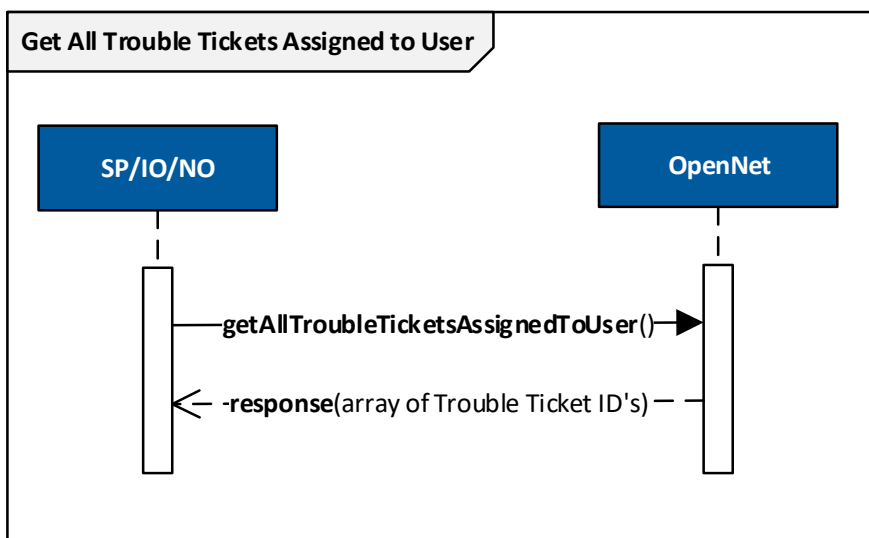 Get All Trouble Tickets Assigned to User
SP/IO/NO
OpenNet
getAllTroubleTicketsAssignedToUser()
response(array of Trouble Ticket ID's)